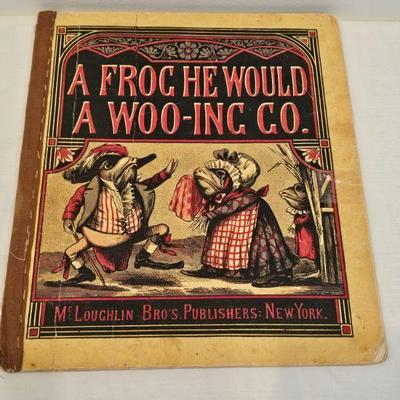 A FROG HE WOULD
A WOO-ING GO.
McLOUGHLIN BRO'S. PUBLISHERS: NEW YORK.